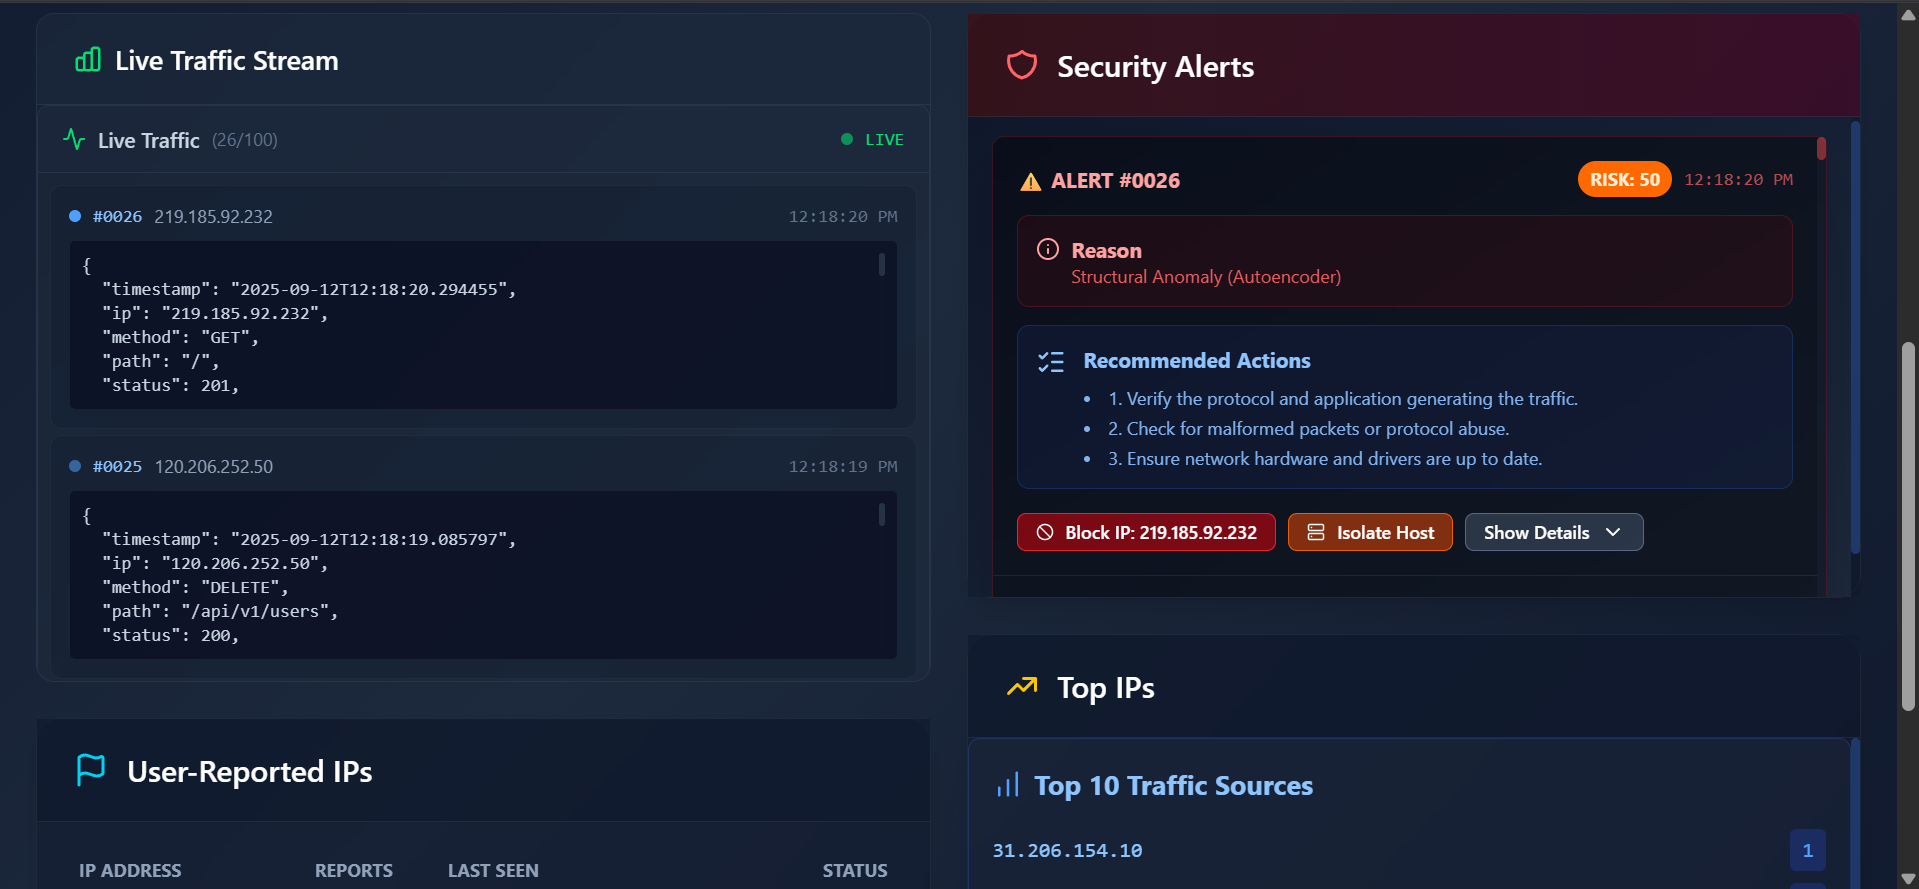 Live Traffic Stream
Live Traffic (26/100)
LIVE
#0026 219.185.92.232
12:18:20 PM
{
"timestamp": "2025-09-12T12:18:20.294455",
"ip": "219.185.92.232",
"method": "GET",
"path": "/",
"status": 201,
#0025 120.206.252.50
12:18:19 PM
{
"timestamp": "2025-09-12T12:18:19.085797",
"ip": "120.206.252.50",
"method": "DELETE",
"path": "/api/v1/users",
"status": 200,
User-Reported IPs
IP ADDRESS REPORTS LAST SEEN STATUS
Security Alerts
ALERT #0026
RISK: 50 12:18:20 PM
Reason
Structural Anomaly (Autoencoder)
Recommended Actions
• 1. Verify the protocol and application generating the traffic.
• 2. Check for malformed packets or protocol abuse.
• 3. Ensure network hardware and drivers are up to date.
Block IP: 219.185.92.232 Isolate Host Show Details
Top IPs
Top 10 Traffic Sources
31.206.154.10 1